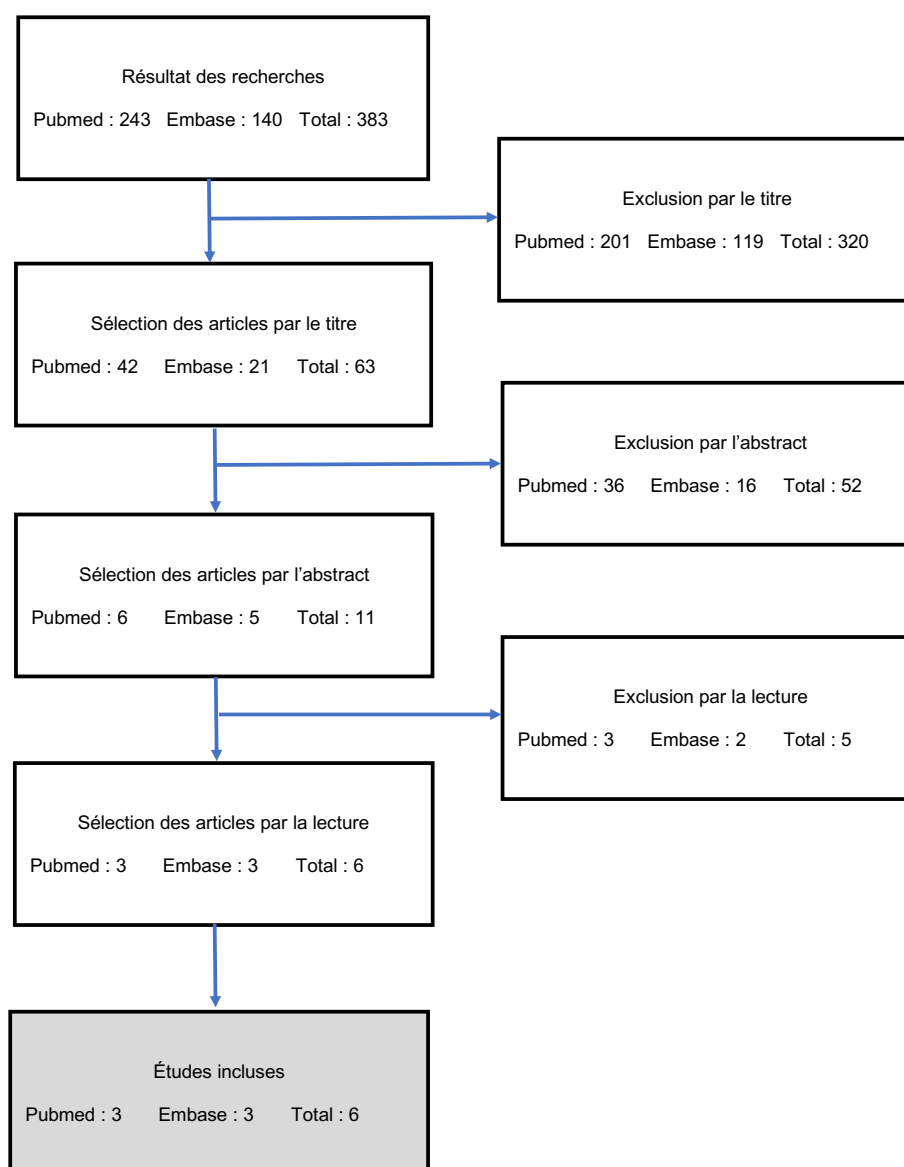 Résultat des recherches
Pubmed : 243 Embase : 140 Total : 383
Exclusion par le titre
Pubmed : 201 Embase : 119 Total : 320
Sélection des articles par le titre
Pubmed : 42 Embase : 21 Total : 63
Exclusion par l’abstract
Pubmed : 36 Embase : 16 Total : 52
Sélection des articles par l’abstract
Pubmed : 6 Embase : 5 Total : 11
Exclusion par la lecture
Pubmed : 3 Embase : 2 Total : 5
Sélection des articles par la lecture
Pubmed : 3 Embase : 3 Total : 6
Études incluses
Pubmed : 3 Embase : 3 Total : 6